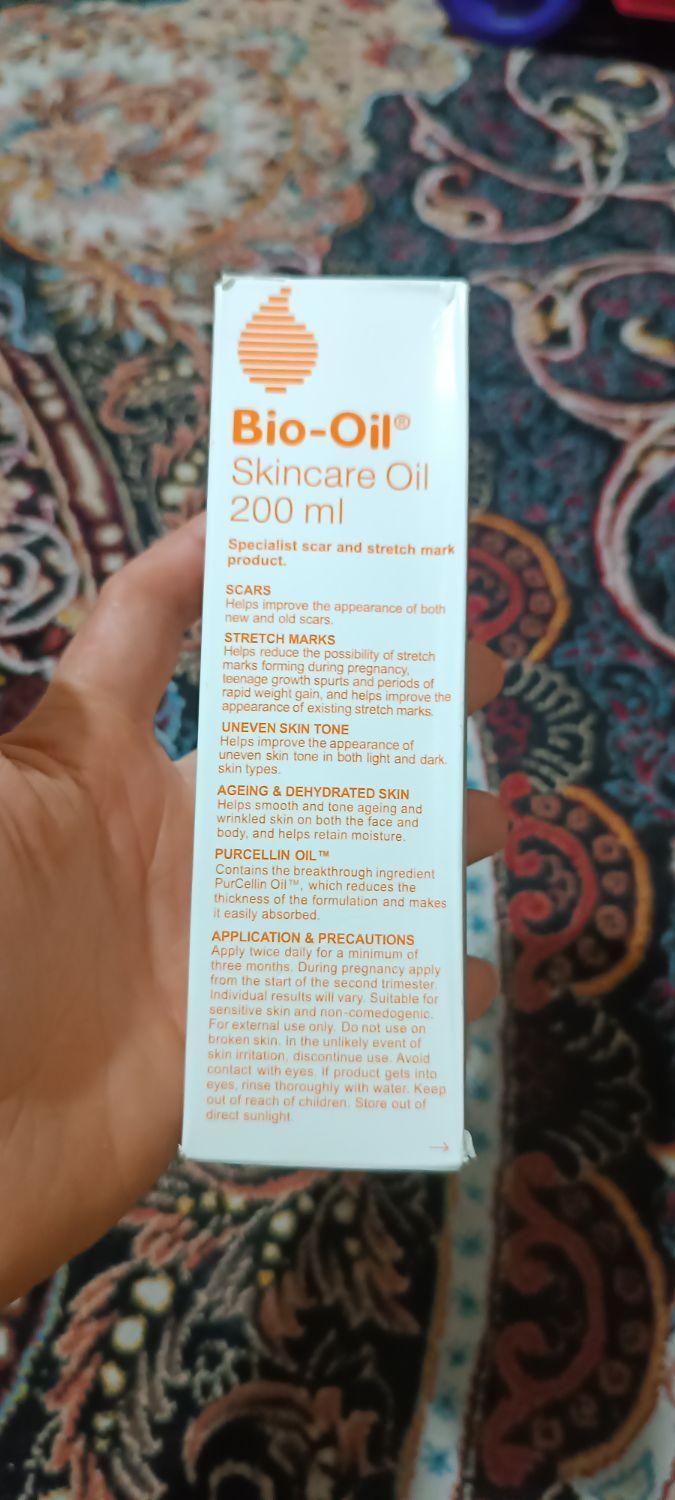 Bio-Oil®
Skincare Oil
200 ml
Specialist scar and stretch mark
product.
SCARS
Helps improve the appearance of both
new and old scars.
STRETCH MARKS
Helps reduce the possibility of stretch
marks forming during pregnancy,
teenage growth spurts and periods of
rapid weight gain, and helps improve the
appearance of existing stretch marks.
UNEVEN SKIN TONE
Helps improve the appearance of
uneven skin tone in both light and dark
skin types.
AGEING & DEHYDRATED SKIN
Helps smooth and tone ageing and
wrinkled skin on both the face and
body, and helps retain moisture.
PURCELLIN OIL™
Contains the breakthrough ingredient
PurCellin Oil™, which reduces the
thickness of the formulation and makes
it easily absorbed.
APPLICATION & PRECAUTIONS
Apply twice daily for a minimum of
three months. During pregnancy apply
from the start of the second trimester.
Individual results will vary. Suitable for
sensitive skin and non-comedogenic.
For external use only. Do not use on
broken skin. In the unlikely event of
skin irritation, discontinue use. Avoid
contact with eyes. If product gets into
eyes, rinse thoroughly with water. Keep
out of reach of children. Store out of
direct sunlight.